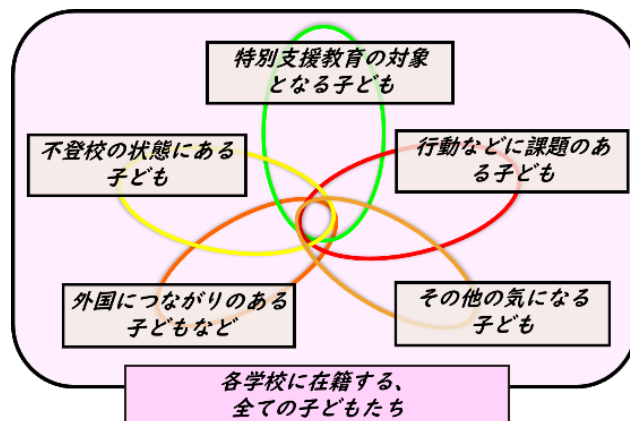 特別支援教育の対象
となる子ども
不登校の状態にある
子ども
行動などに課題のあ
る子ども
外国につながりのある
子どもなど
その他の気になる
子ども
各学校に在籍する、
全ての子どもたち